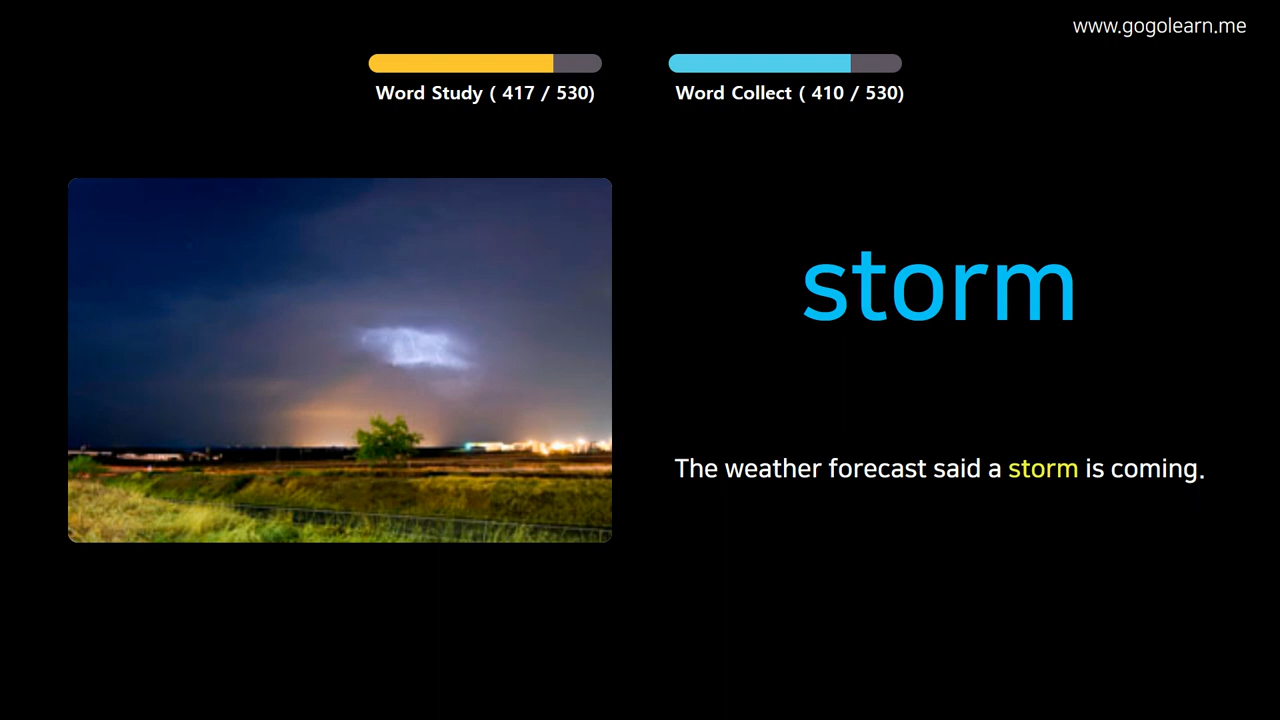 www.gogolearn.me
Word Study ( 417 / 530)
Word Collect ( 410 / 530)
storm
The weather forecast said a storm is coming.